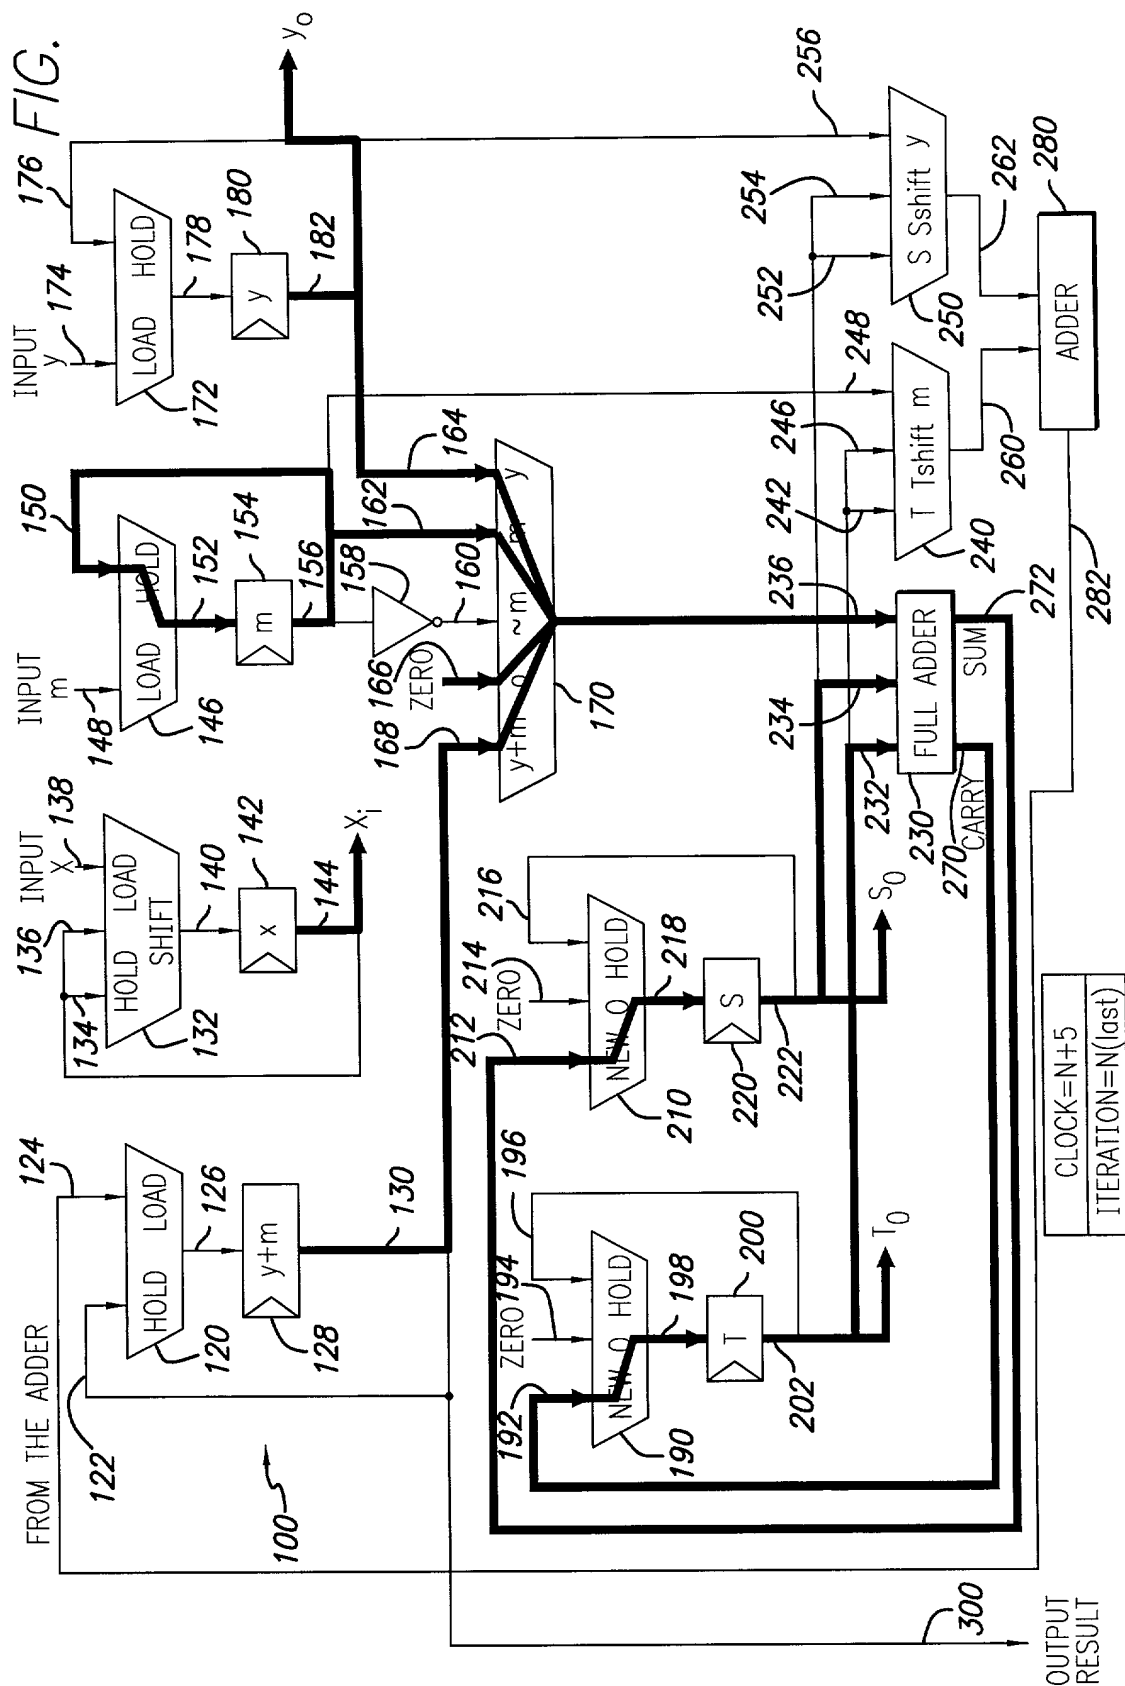 FIG.
FROM THE ADDER
122
124
HOLD LOAD
120
126
y+m
128
130
100
136
INPUT
X
138
134
HOLD LOAD
SHIFT
132
140
x
142
144
Xi
INPUT
m
148
150
LOAD HOLD
146
152
m
154
156
158
160
162
164
ZERO
166
168
y+m 0 ~m m y
170
INPUT
y
174
176
LOAD HOLD
172
178
y
180
182
yo
192
ZERO
194
196
NEW 0 HOLD
190
198
T
200
202
T0
212
ZERO
214
216
NEW 0 HOLD
210
218
S
220
222
S0
232
234
236
FULL ADDER
230
CARRY
270
SUM
272
242
246
248
T Tshift m
240
252
254
256
S Sshift y
250
260
262
ADDER
280
282
300
OUTPUT
RESULT
CLOCK=N+5
ITERATION=N(last)